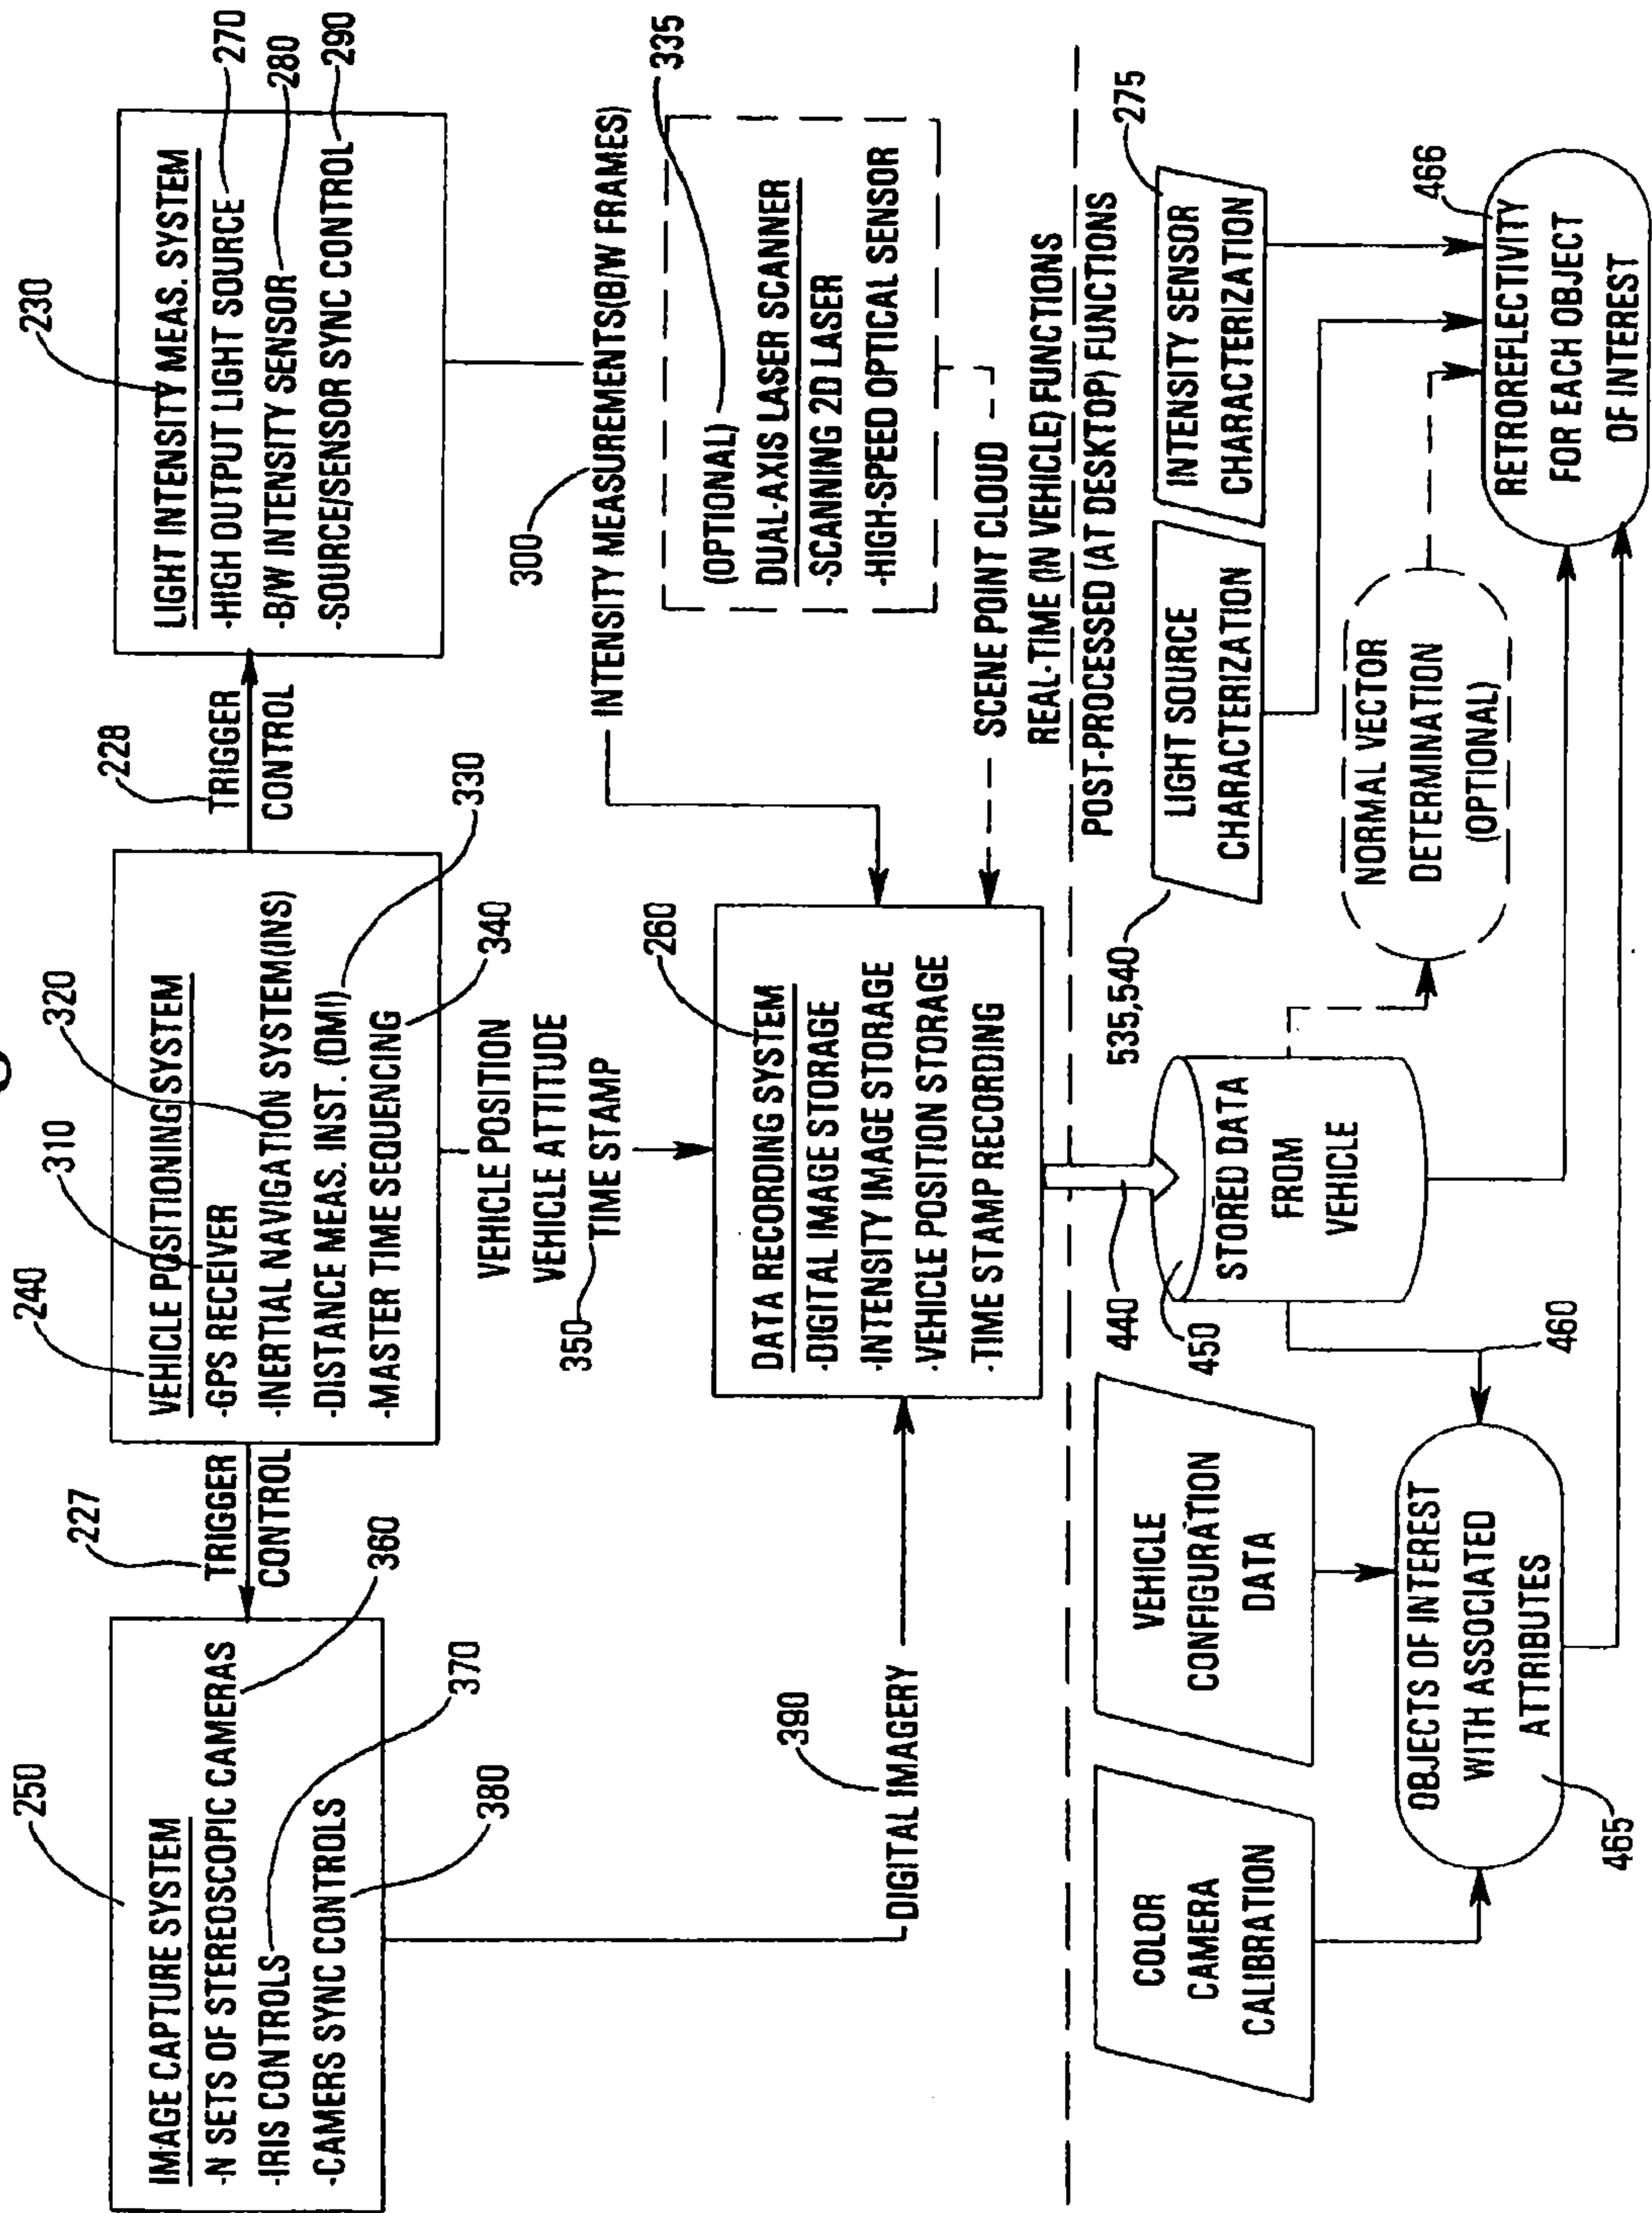 250
IMAGE CAPTURE SYSTEM
-N SETS OF STEREOSCOPIC CAMERAS
-IRIS CONTROLS
-CAMERS SYNC CONTROLS
360
370
380
227
TRIGGER
CONTROL
240
310
320
VEHICLE POSITIONING SYSTEM
-GPS RECEIVER
-INERTIAL NAVIGATION SYSTEM(INS)
-DISTANCE MEAS. INST. (DMI)
-MASTER TIME SEQUENCING
330
340
228
TRIGGER
CONTROL
230
LIGHT INTENSITY MEAS. SYSTEM
-HIGH OUTPUT LIGHT SOURCE
-B/W INTENSITY SENSOR
-SOURCE/SENSOR SYNC CONTROL
270
280
290
VEHICLE POSITION
VEHICLE ATTITUDE
350
TIME STAMP
300
INTENSITY MEASUREMENTS(B/W FRAMES)
335
(OPTIONAL)
DUAL-AXIS LASER SCANNER
-SCANNING 2D LASER
-HIGH-SPEED OPTICAL SENSOR
390
DIGITAL IMAGERY
260
DATA RECORDING SYSTEM
-DIGITAL IMAGE STORAGE
-INTENSITY IMAGE STORAGE
-VEHICLE POSITION STORAGE
-TIME STAMP RECORDING
SCENE POINT CLOUD
REAL-TIME (IN VEHICLE) FUNCTIONS
POST-PROCESSED (AT DESKTOP) FUNCTIONS
COLOR
CAMERA
CALIBRATION
VEHICLE
CONFIGURATION
DATA
440
450
STORED DATA
FROM
VEHICLE
535,540
LIGHT SOURCE
CHARACTERIZATION
INTENSITY SENSOR
CHARACTERIZATION
275
460
NORMAL VECTOR
DETERMINATION
(OPTIONAL)
OBJECTS OF INTEREST
WITH ASSOCIATED
ATTRIBUTES
465
466
RETROREFLECTIVITY
FOR EACH OBJECT
OF INTEREST